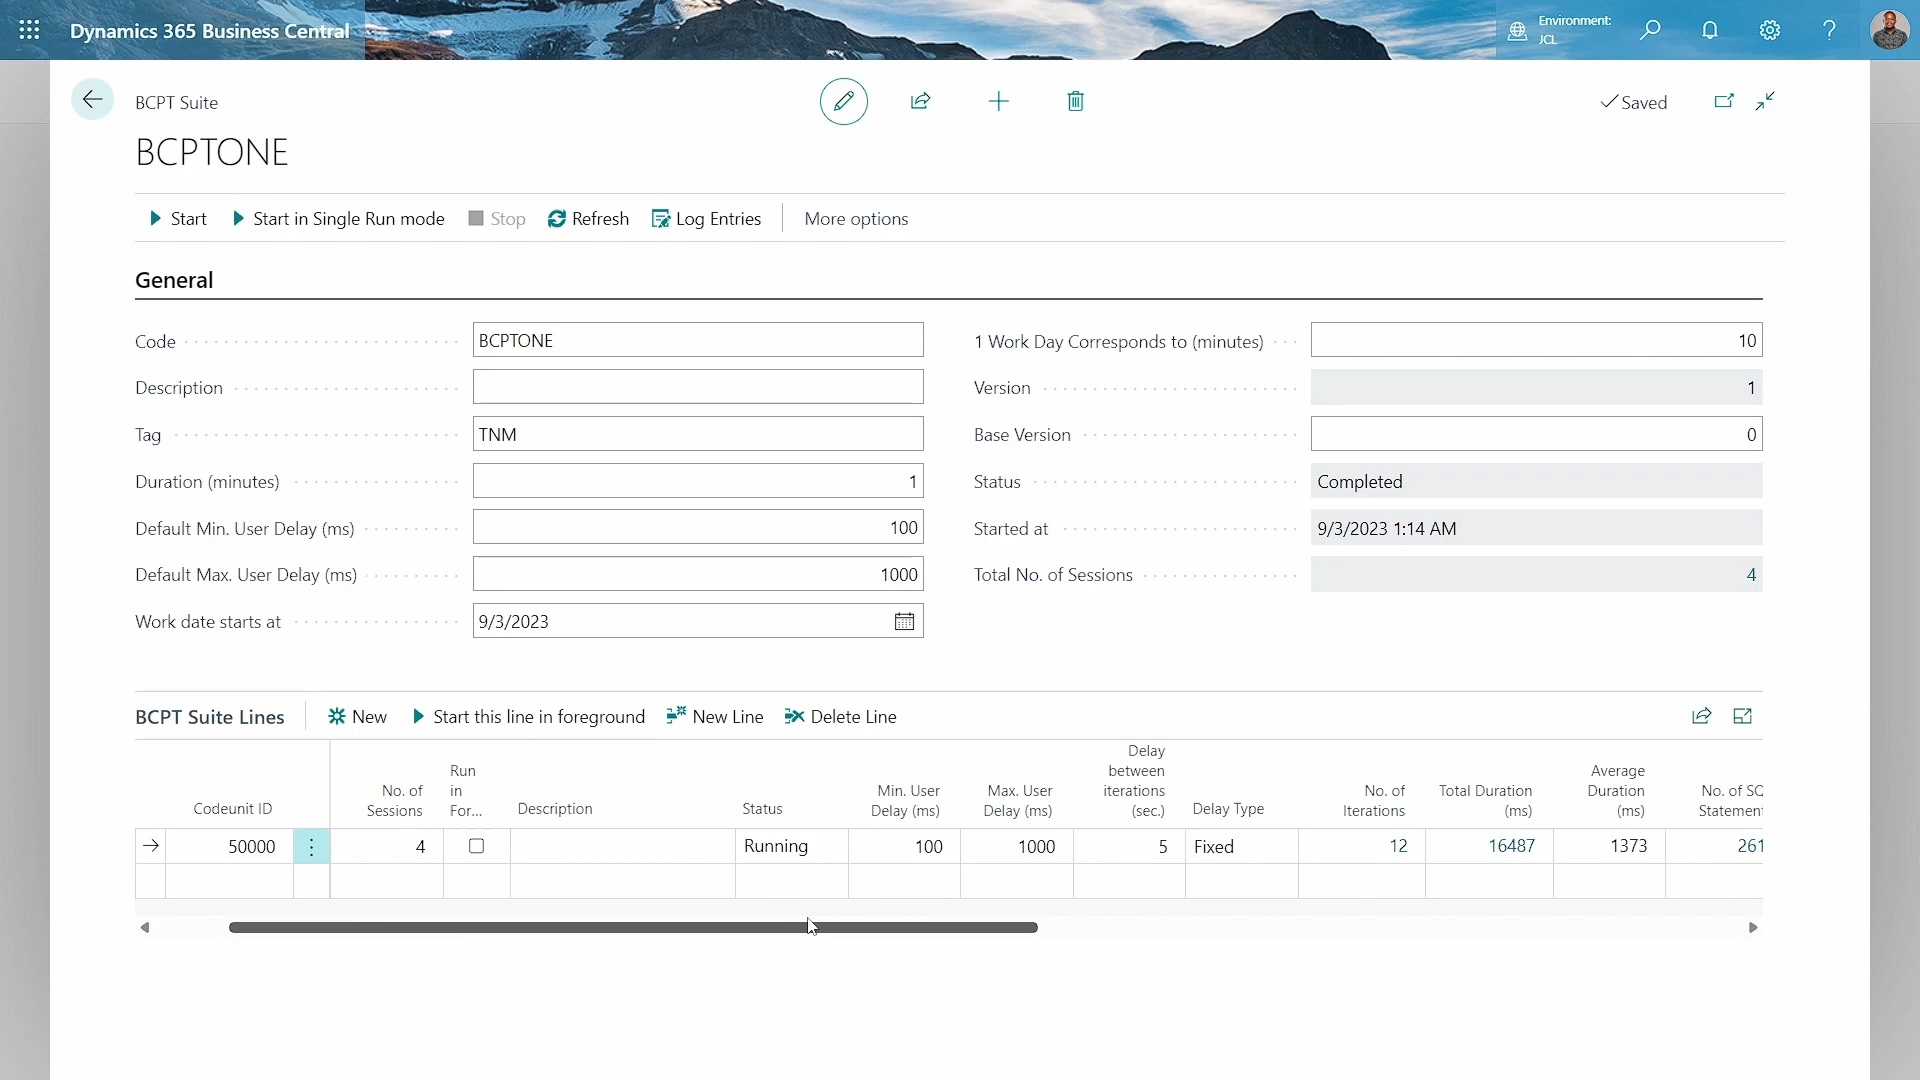 Dynamics 365 Business Central
Environment:
JCL
?
BCPT Suite
Saved
BCPTONE
Start
Start in Single Run mode
Stop
Refresh
Log Entries
More options
General
Code
BCPTONE
1 Work Day Corresponds to (minutes)
10
Description
Version
1
Tag
TNM
Base Version
0
Duration (minutes)
1
Status
Completed
Default Min. User Delay (ms)
100
Started at
9/3/2023 1:14 AM
Default Max. User Delay (ms)
1000
Total No. of Sessions
4
Work date starts at
9/3/2023
BCPT Suite Lines
New
Start this line in foreground
New Line
Delete Line
Codeunit ID
No. of
Sessions
Run
in
For...
Description
Status
Min. User
Delay (ms)
Max. User
Delay (ms)
Delay
between
iterations
(sec.)
Delay Type
No. of
Iterations
Total Duration
(ms)
Average
Duration
(ms)
No. of SQ
Statement
50000
4
Running
100
1000
5
Fixed
12
16487
1373
261